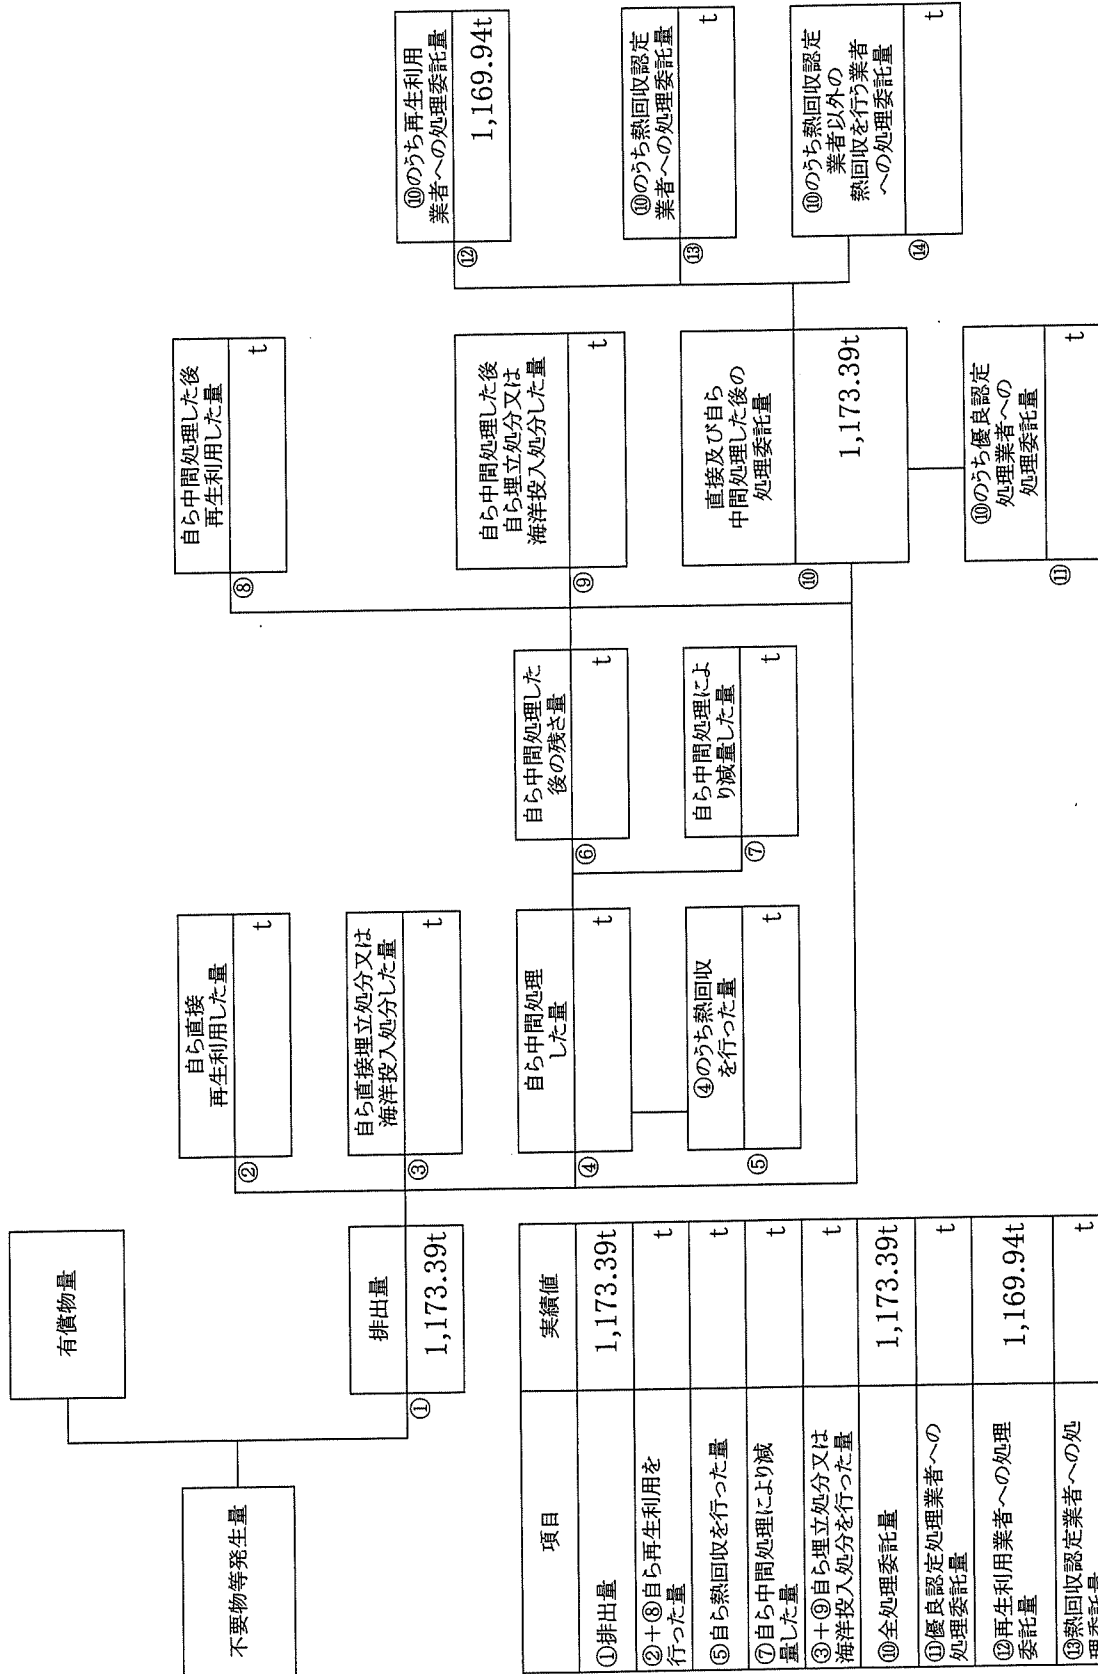 不要物等発生量
有償物量
排出量
①
1,173.39t
自ら直接
再生利用した量
②
t
自ら直接埋立処分又は
海洋投入処分した量
③
t
自ら中間処理
した量
④
t
④のうち熱回収
を行った量
⑤
t
自ら中間処理した
後の残さ量
⑥
t
自ら中間処理によ
り減量した量
⑦
t
自ら中間処理した後
再生利用した量
⑧
t
自ら中間処理した後
自ら埋立処分又は
海洋投入処分した量
⑨
t
直接及び自ら
中間処理した後の
処理委託量
⑩
1,173.39t
⑩のうち優良認定
処理業者への
処理委託量
⑪
t
⑩のうち再生利用
業者への処理委託量
⑫
1,169.94t
⑩のうち熱回収認定
業者への処理委託量
⑬
t
⑩のうち熱回収認定
業者以外の
熱回収を行う業者
への処理委託量
⑭
t
項目
実績値
①排出量
1,173.39t
②+⑧自ら再生利用を
行った量
t
⑤自ら熱回収を行った量
t
⑦自ら中間処理により減
量した量
t
③+⑨自ら埋立処分又は
海洋投入処分を行った量
t
⑩全処理委託量
1,173.39t
⑪優良認定処理業者への
処理委託量
t
⑫再生利用業者への処理
委託量
1,169.94t
⑬熱回収認定業者への処
理委託量
t